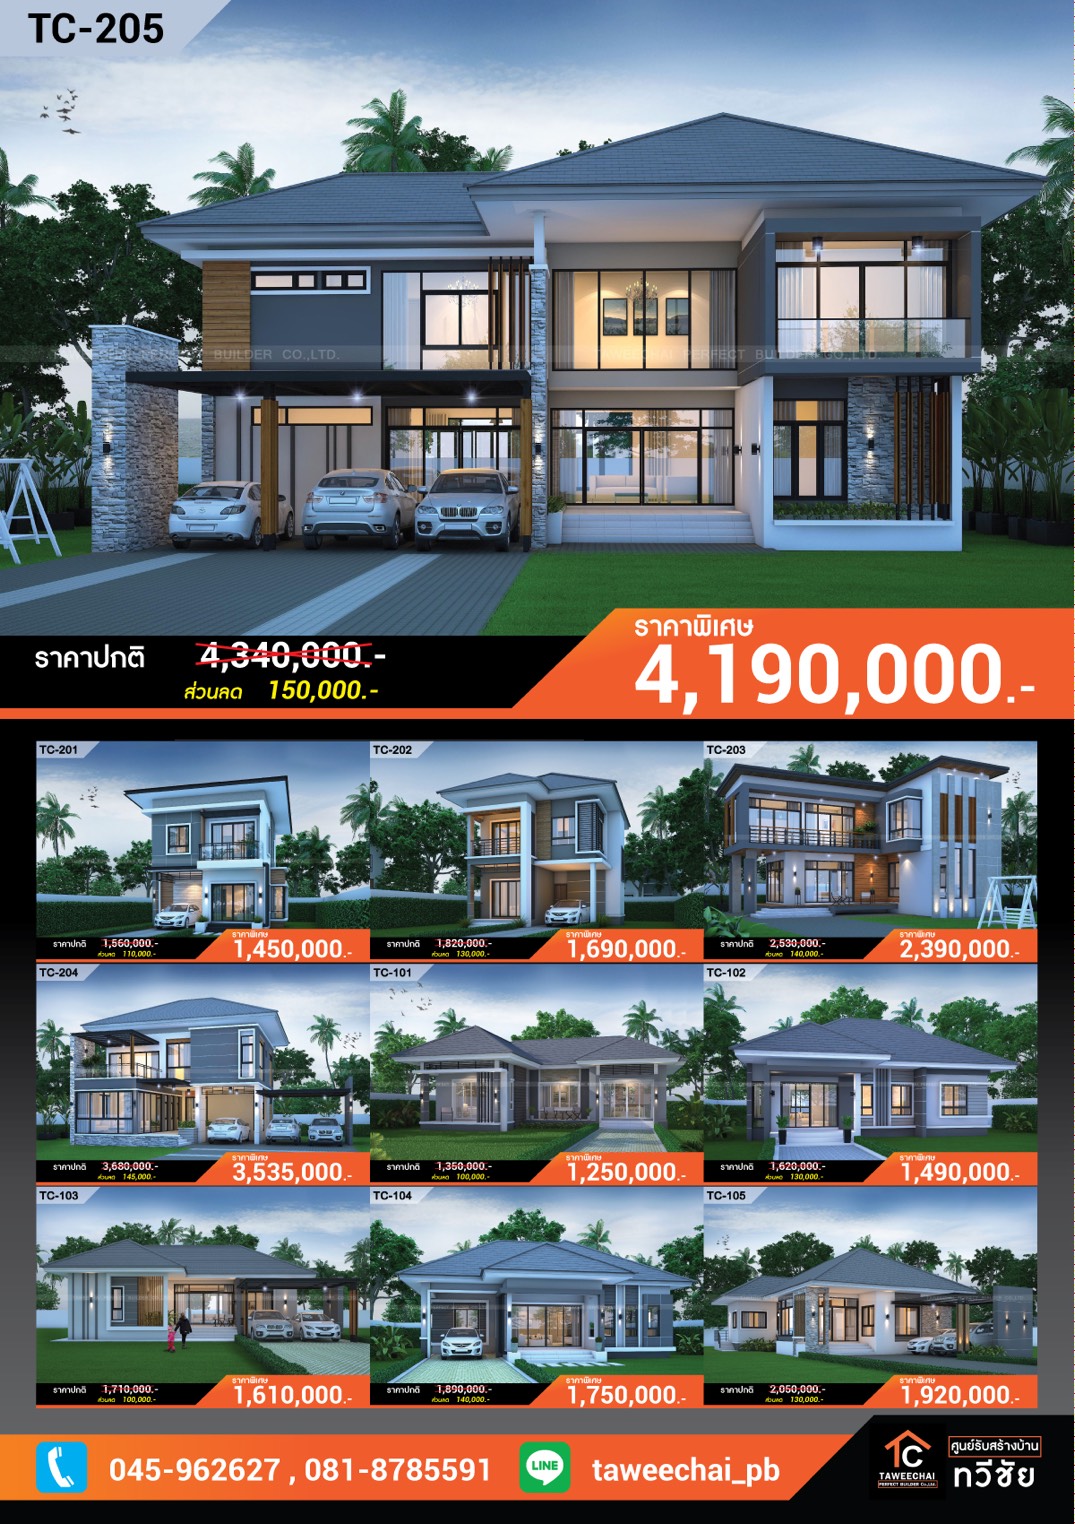 TC-205
BUILDER CO.,LTD.
TAWEECHAI PERFECT BUILDER CO.,LTD.
ราคาปกติ 4,340,000.-
ส่วนลด 150,000.-
ราคาพิเศษ
4,190,000.-
TC-201
ราคาปกติ 1,560,000.-
ส่วนลด 110,000.-
ราคาพิเศษ
1,450,000.-
TC-202
ราคาปกติ 1,820,000.-
ส่วนลด 130,000.-
ราคาพิเศษ
1,690,000.-
TC-203
ราคาปกติ 2,530,000.-
ส่วนลด 140,000.-
ราคาพิเศษ
2,390,000.-
TC-204
ราคาปกติ 3,680,000.-
ส่วนลด 145,000.-
ราคาพิเศษ
3,535,000.-
TC-101
ราคาปกติ 1,350,000.-
ส่วนลด 100,000.-
ราคาพิเศษ
1,250,000.-
TC-102
ราคาปกติ 1,620,000.-
ส่วนลด 130,000.-
ราคาพิเศษ
1,490,000.-
TC-103
ราคาปกติ 1,710,000.-
ส่วนลด 100,000.-
ราคาพิเศษ
1,610,000.-
TC-104
ราคาปกติ 1,890,000.-
ส่วนลด 140,000.-
ราคาพิเศษ
1,750,000.-
TC-105
ราคาปกติ 2,050,000.-
ส่วนลด 130,000.-
ราคาพิเศษ
1,920,000.-
045-962627 , 081-8785591
LINE
taweechai_pb
TC
TAWEECHAI
PERFECT BUILDER Co.,Ltd.
ศูนย์รับสร้างบ้าน
ทวีชัย